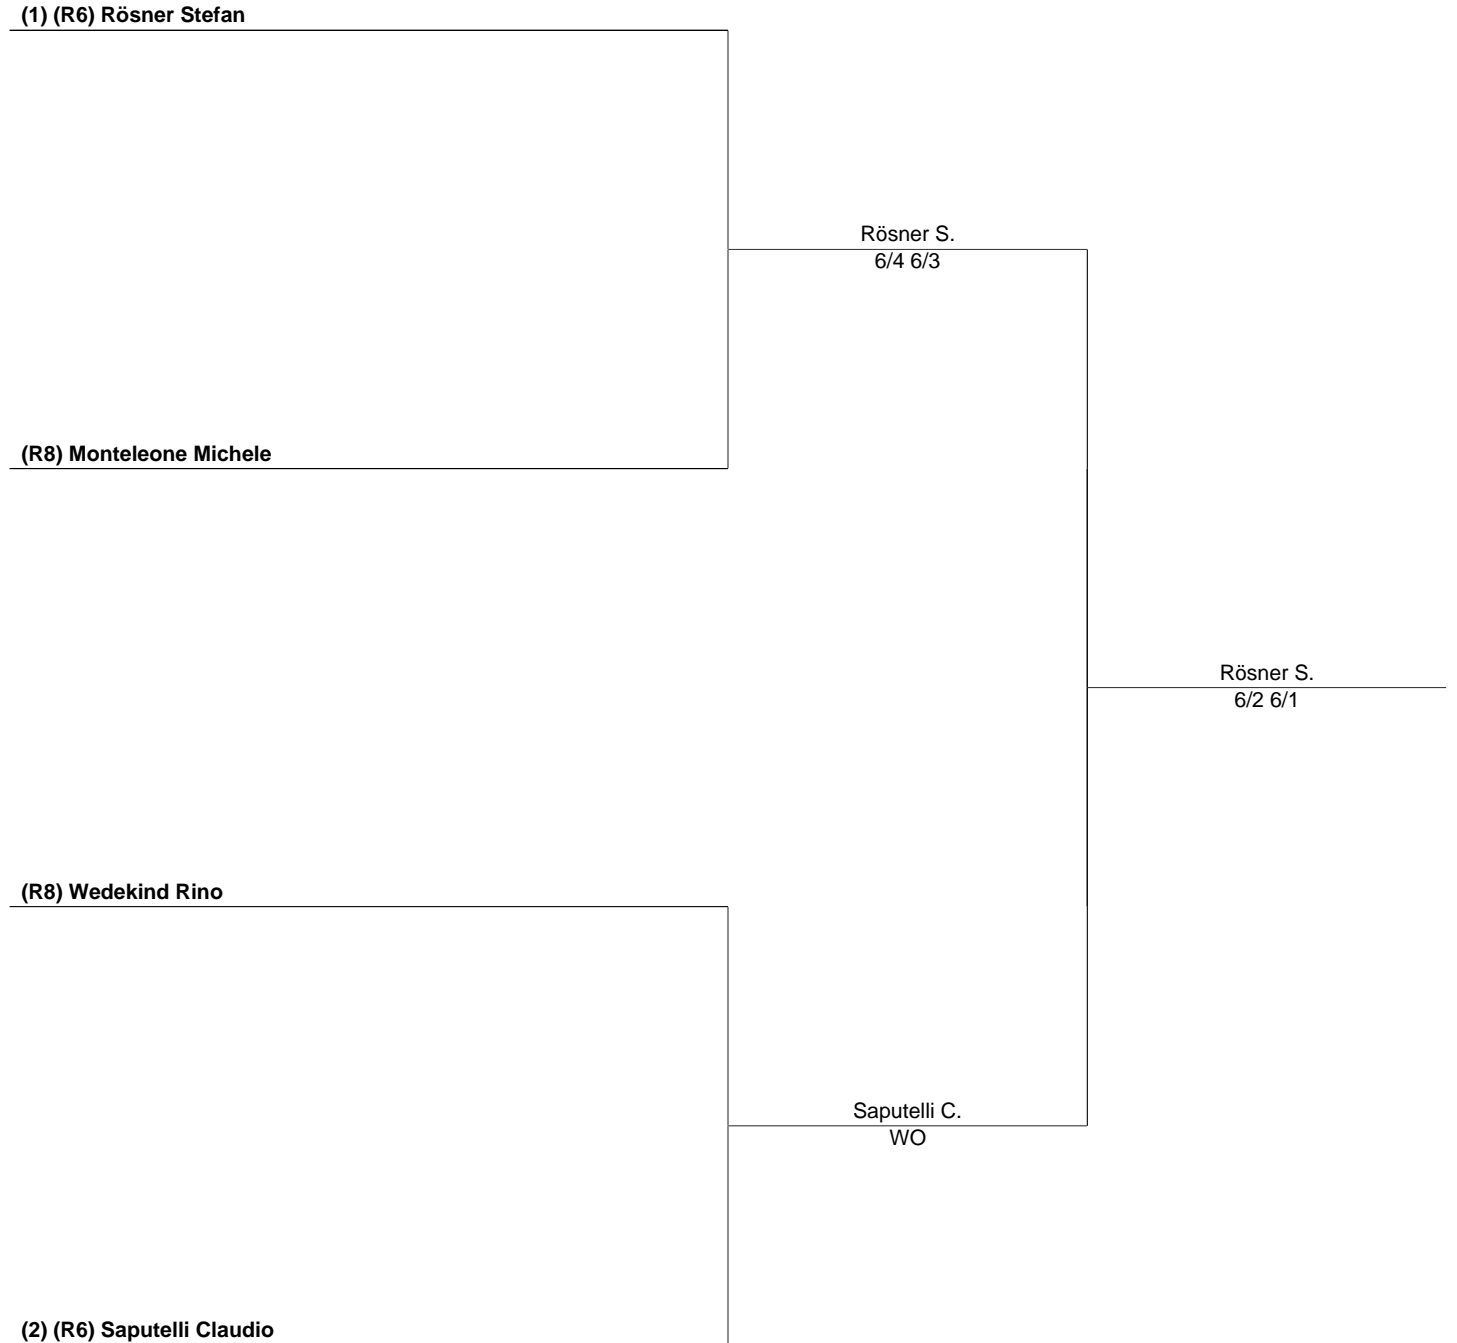 (1) (R6) Rösner Stefan
Rösner S.
6/4 6/3
(R8) Monteleone Michele
Rösner S.
6/2 6/1
(R8) Wedekind Rino
Saputelli C.
WO
(2) (R6) Saputelli Claudio